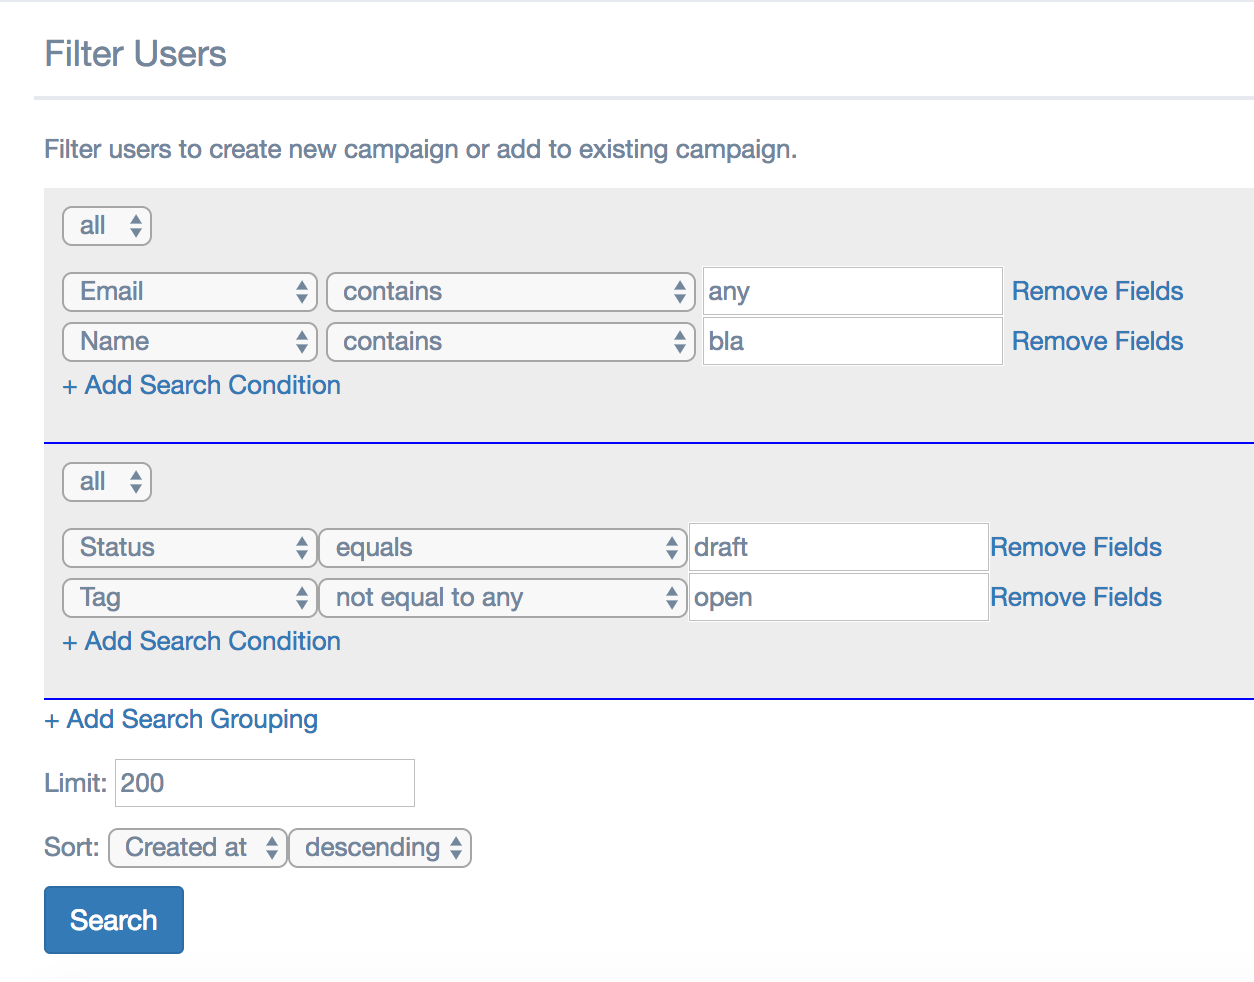 Filter Users
Filter users to create new campaign or add to existing campaign.
all
Email contains any Remove Fields
Name contains bla Remove Fields
+ Add Search Condition
all
Status equals draft Remove Fields
Tag not equal to any open Remove Fields
+ Add Search Condition
+ Add Search Grouping
Limit: 200
Sort: Created at descending
Search